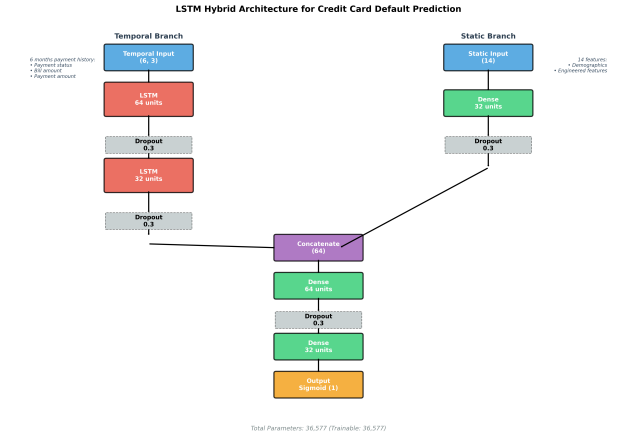 LSTM Hybrid Architecture for Credit Card Default Prediction
Temporal Branch
6 months payment history:
• Payment status
• Bill amount
• Payment amount
Temporal Input
(6, 3)
LSTM
64 units
Dropout
0.3
LSTM
32 units
Dropout
0.3
Static Branch
Static Input
(14)
14 features:
• Demographics
• Engineered features
Dense
32 units
Dropout
0.3
Concatenate
(64)
Dense
64 units
Dropout
0.3
Dense
32 units
Output
Sigmoid (1)
Total Parameters: 36,577 (Trainable: 36,577)